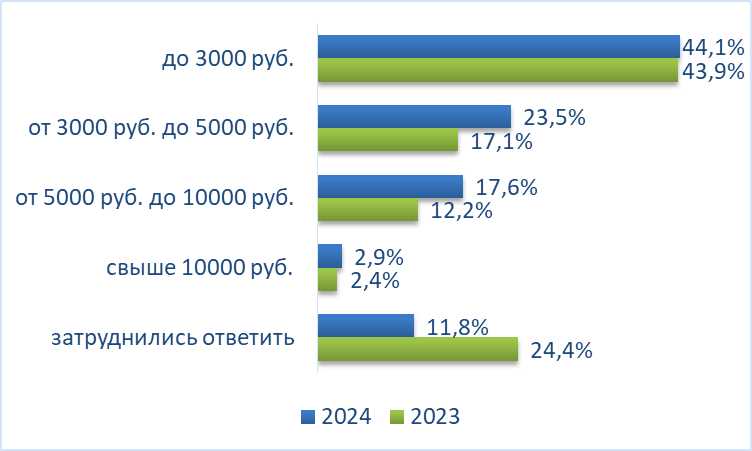 до 3000 руб.
44,1%
43,9%
от 3000 руб. до 5000 руб.
23,5%
17,1%
от 5000 руб. до 10000 руб.
17,6%
12,2%
свыше 10000 руб.
2,9%
2,4%
затруднились ответить
11,8%
24,4%
2024 2023